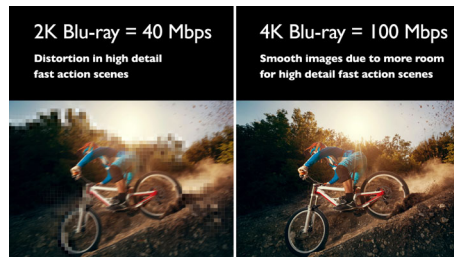 2K Blu-ray = 40 Mbps
Distortion in high detail
fast action scenes
4K Blu-ray = 100 Mbps
Smooth images due to more room
for high detail fast action scenes